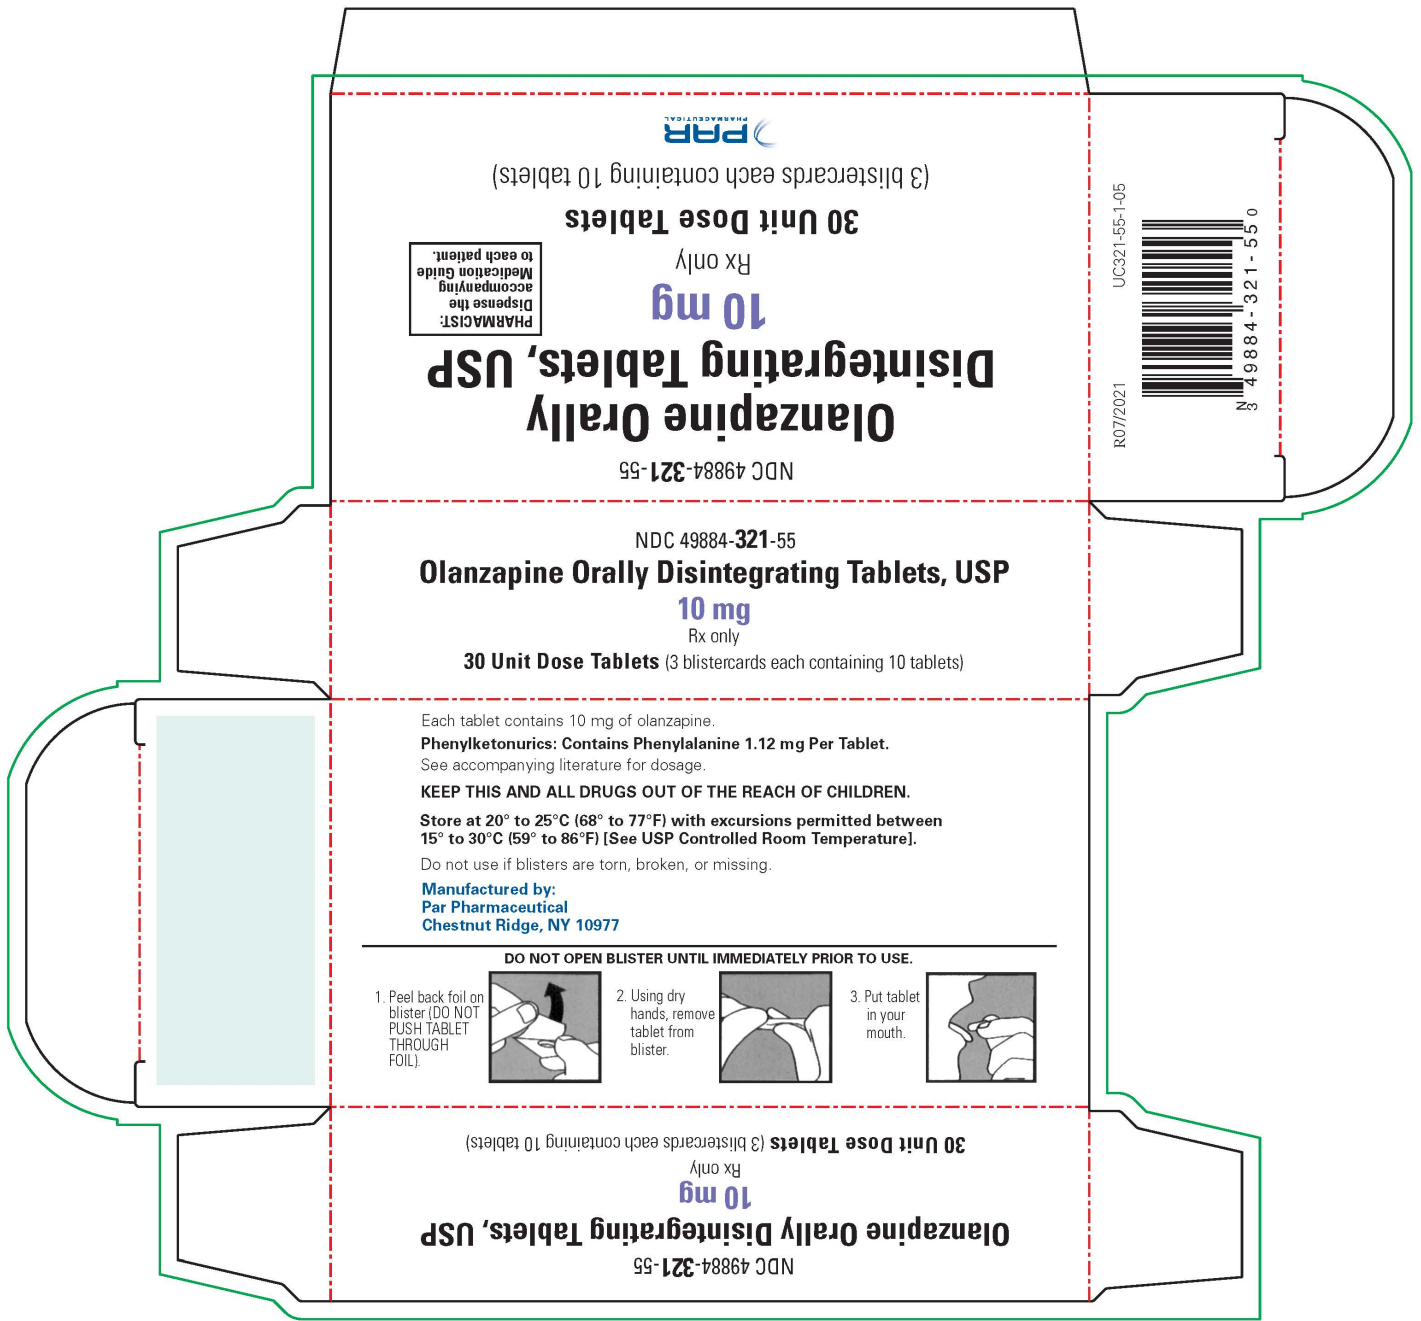 PAR
PHARMACEUTICAL
(3 blistercards each containing 10 tablets)
30 Unit Dose Tablets
Rx only
10 mg
PHARMACIST:
Dispense the
accompanying
Medication Guide
to each patient.
Olanzapine Orally
Disintegrating Tablets, USP
NDC 49884-321-55
UC321-55-1-05
R07/2021
N
3 49884-321-55 0
NDC 49884-321-55
Olanzapine Orally Disintegrating Tablets, USP
10 mg
Rx only
30 Unit Dose Tablets (3 blistercards each containing 10 tablets)
Each tablet contains 10 mg of olanzapine.
Phenylketonurics: Contains Phenylalanine 1.12 mg Per Tablet.
See accompanying literature for dosage.
KEEP THIS AND ALL DRUGS OUT OF THE REACH OF CHILDREN.
Store at 20° to 25°C (68° to 77°F) with excursions permitted between
15° to 30°C (59° to 86°F) [See USP Controlled Room Temperature].
Do not use if blisters are torn, broken, or missing.
Manufactured by:
Par Pharmaceutical
Chestnut Ridge, NY 10977
DO NOT OPEN BLISTER UNTIL IMMEDIATELY PRIOR TO USE.
1. Peel back foil on
blister (DO NOT
PUSH TABLET
THROUGH
FOIL).
2. Using dry
hands, remove
tablet from
blister.
3. Put tablet
in your
mouth.
NDC 49884-321-55
Olanzapine Orally Disintegrating Tablets, USP
10 mg
Rx only
30 Unit Dose Tablets (3 blistercards each containing 10 tablets)